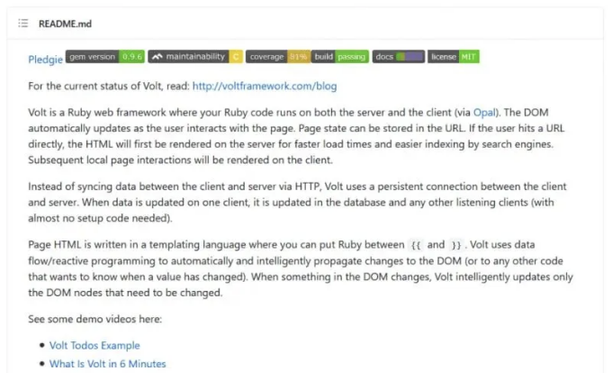 README.md
Pledgie gem version 0.9.6 maintainability C coverage 81% build passing docs license MIT
For the current status of Volt, read: http://voltframework.com/blog
Volt is a Ruby web framework where your Ruby code runs on both the server and the client (via Opal). The DOM
automatically updates as the user interacts with the page. Page state can be stored in the URL. If the user hits a URL
directly, the HTML will first be rendered on the server for faster load times and easier indexing by search engines.
Subsequent local page interactions will be rendered on the client.
Instead of syncing data between the client and server via HTTP, Volt uses a persistent connection between the client
and server. When data is updated on one client, it is updated in the database and any other listening clients (with
almost no setup code needed).
Page HTML is written in a templating language where you can put Ruby between {{ and }}. Volt uses data
flow/reactive programming to automatically and intelligently propagate changes to the DOM (or to any other code
that wants to know when a value has changed). When something in the DOM changes, Volt intelligently updates only
the DOM nodes that need to be changed.
See some demo videos here:
• Volt Todos Example
• What Is Volt in 6 Minutes